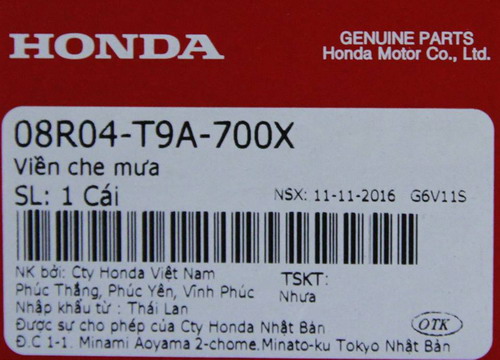 HONDA
GENUINE PARTS
Honda Motor Co., Ltd.
08R04-T9A-700X
Viền che mưa
SL: 1 Cái
NSX: 11-11-2016 G6V11S
NK bởi: Cty Honda Việt Nam
Phúc Thắng, Phúc Yên, Vĩnh Phúc
TSKT:
Nhưa
Nhập khẩu từ : Thái Lan
Được sự cho phép của Cty Honda Nhật Bản
Đ.C 1-1. Minami Aoyama 2-chome.Minato-ku Tokyo Nhật Bản
OTK